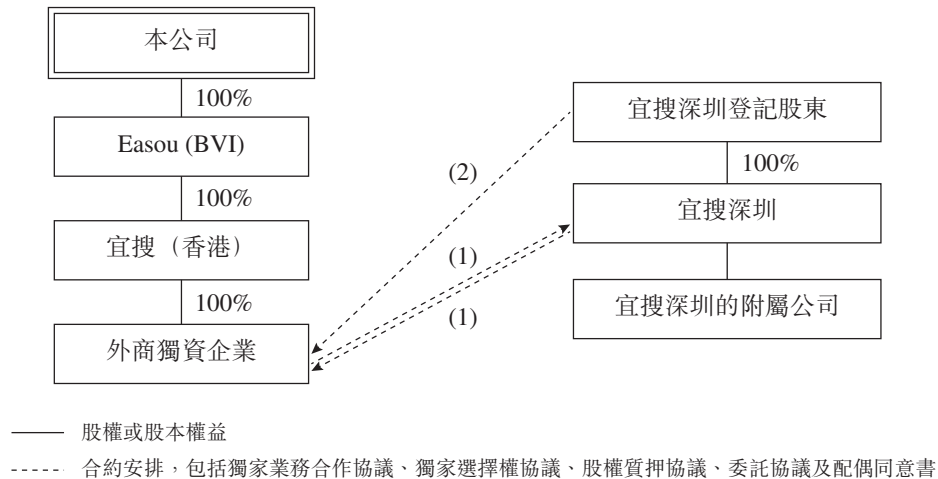 本公司
100%
Easou (BVI)
100%
宜搜（香港）
100%
外商獨資企業
宜搜深圳登記股東
100%
宜搜深圳
宜搜深圳的附屬公司
(2)
(1)
(1)
股權或股本權益
合約安排，包括獨家業務合作協議、獨家選擇權協議、股權質押協議、委託協議及配偶同意書